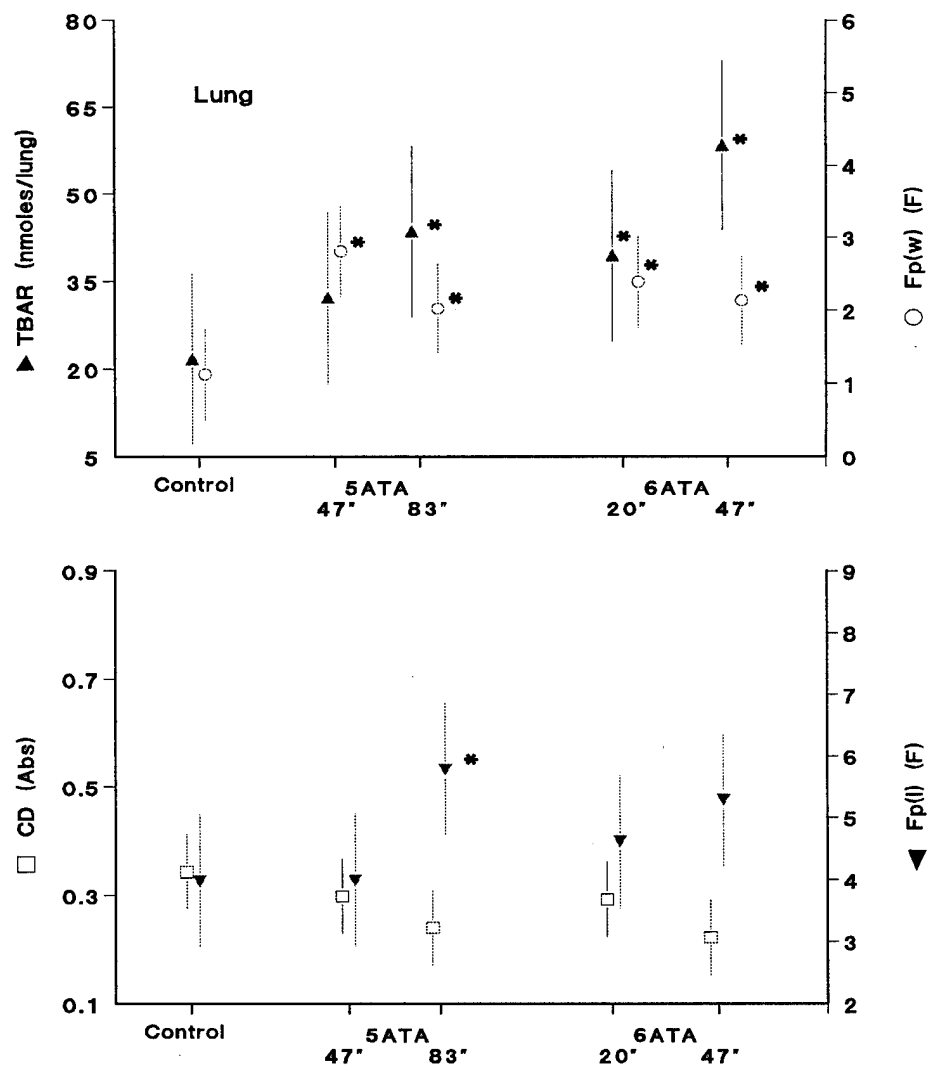 80
65
50
35
20
5
▲ TBAR (nmoles/lung)
Lung
6
5
4
3
2
1
0
○ Fp(w) (F)
* * * * * * *
Control 5ATA 6ATA
47" 83" 20" 47"
0.9
0.7
0.5
0.3
0.1
□ CD (Abs)
9
8
7
6
5
4
3
2
▼ Fp(l) (F)
*
Control 5ATA 6ATA
47" 83" 20" 47"